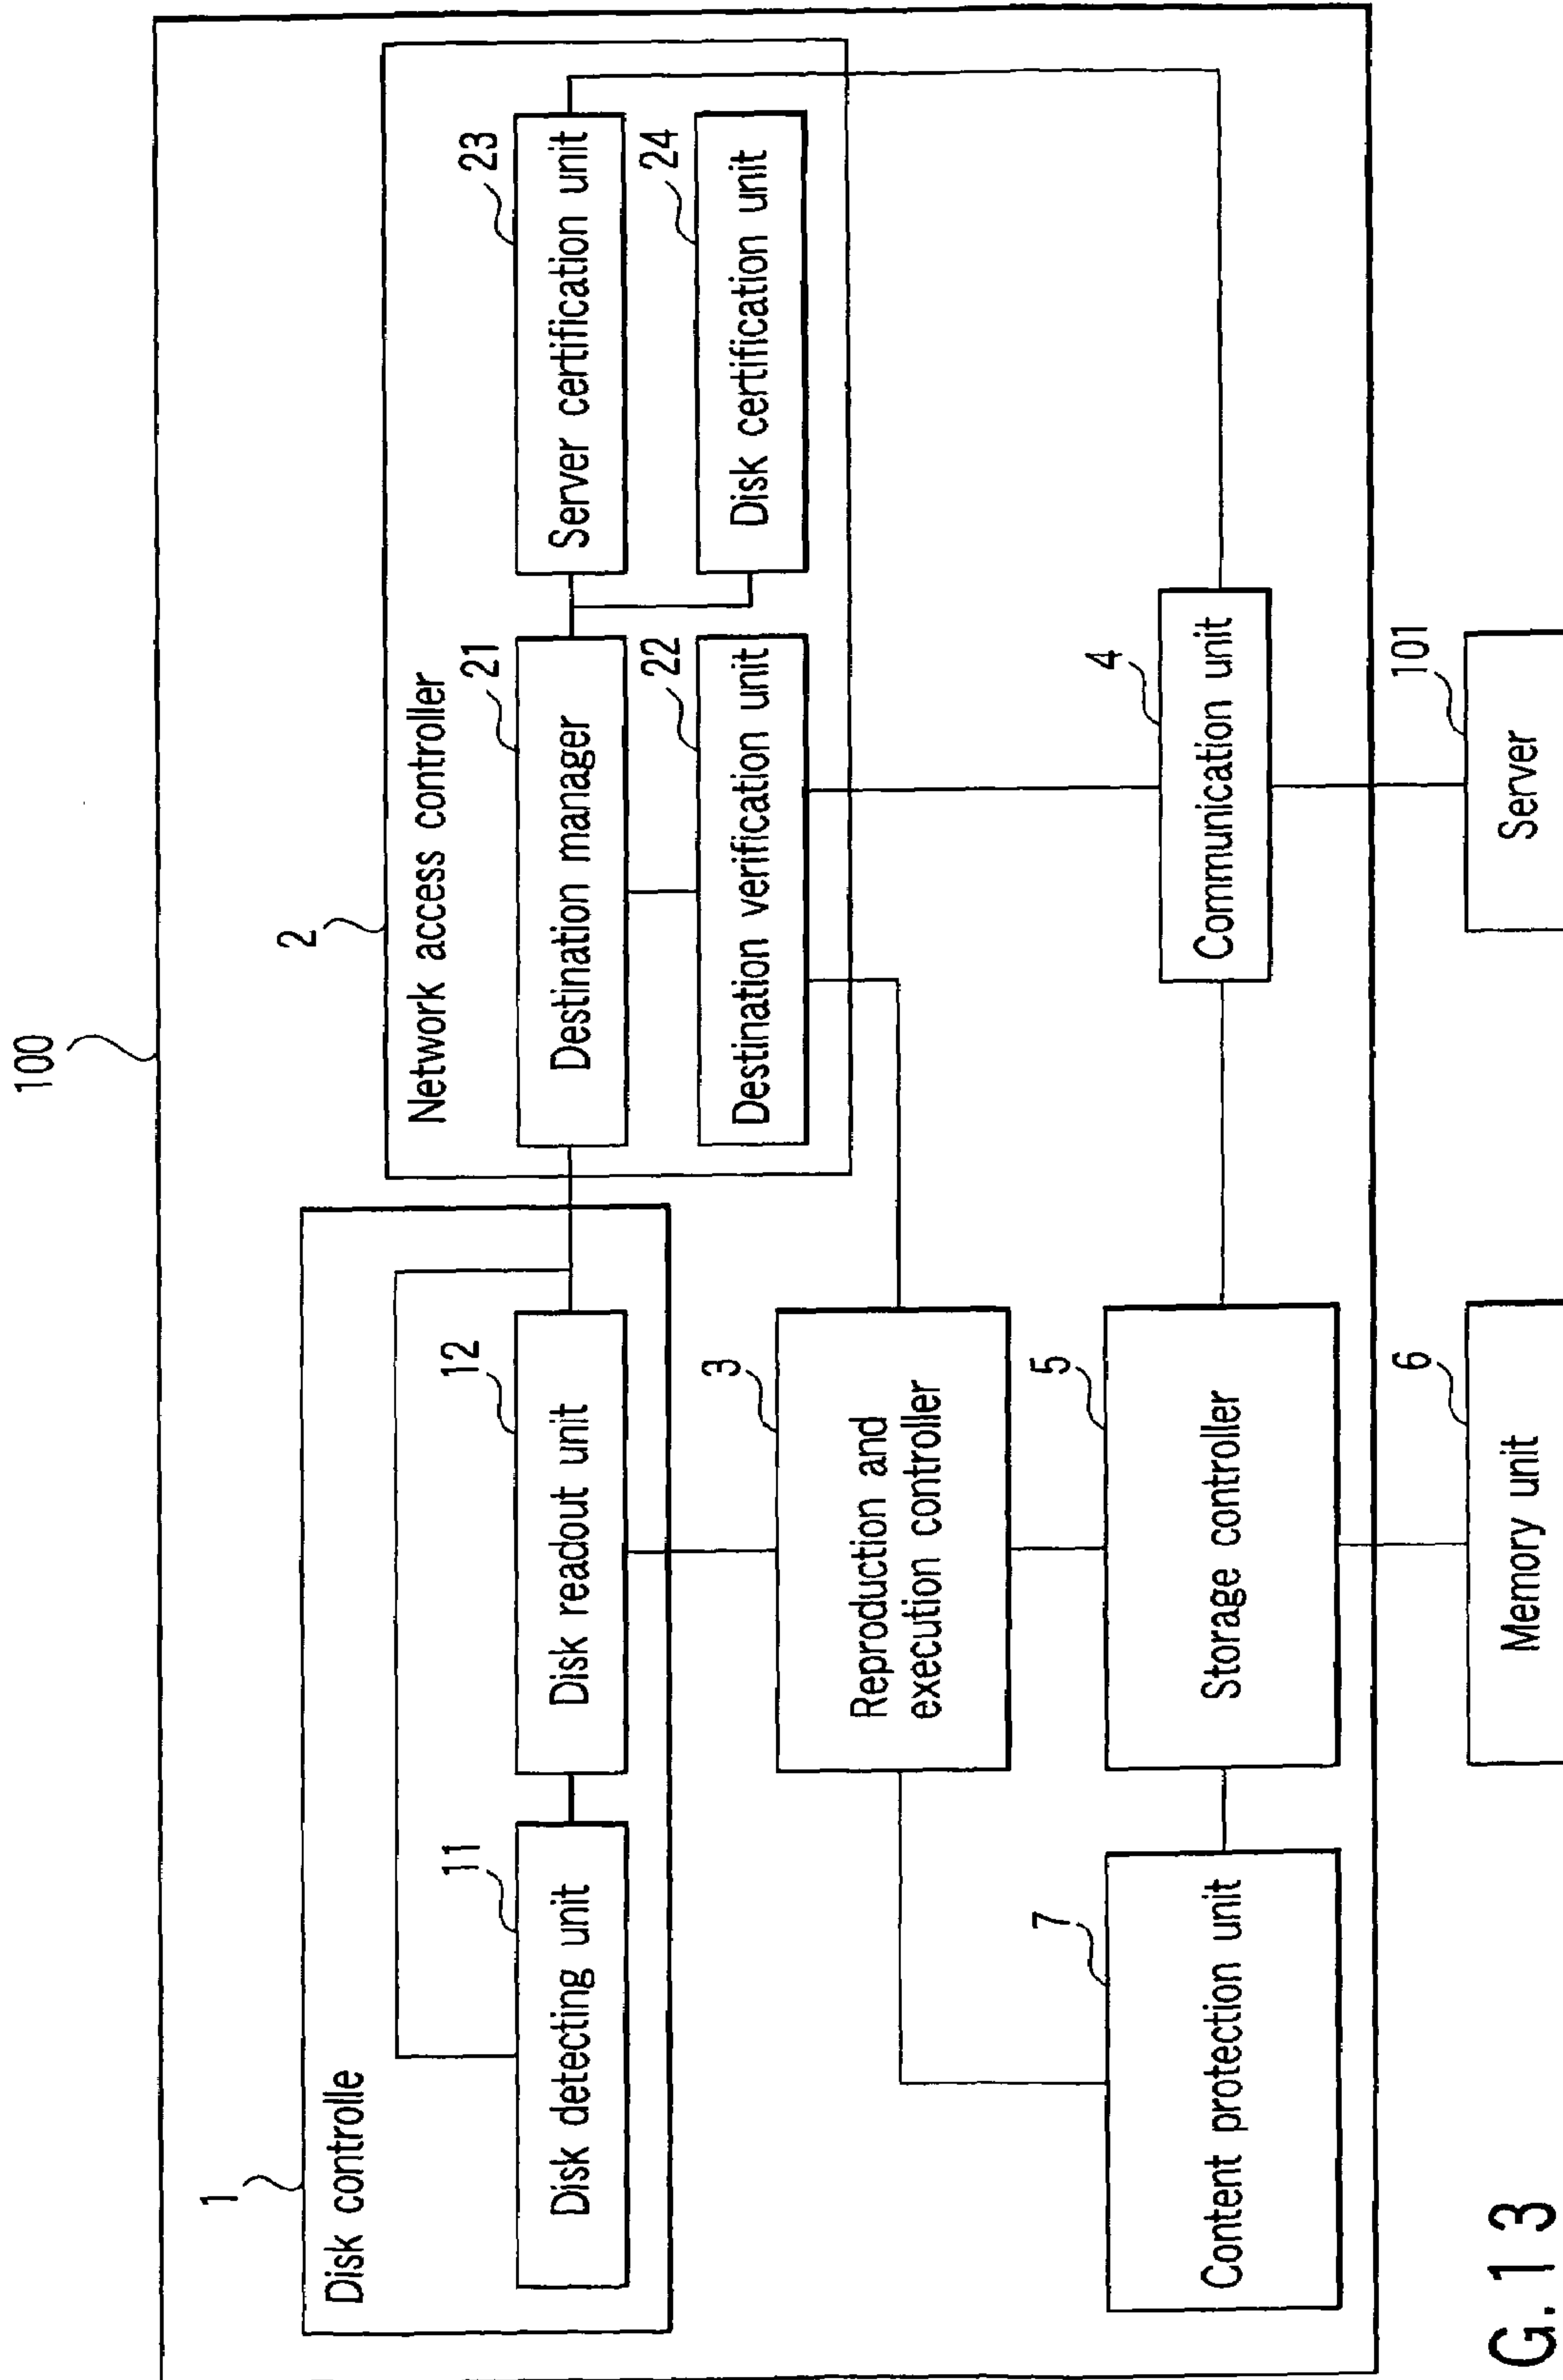 100
1
Disk controlle
11
Disk detecting unit
12
Disk readout unit
2
Network access controller
21
Destination manager
22
Destination verification unit
23
Server certification unit
24
Disk certification unit
3
Reproduction and
execution controller
7
Content protection unit
5
Storage controller
4
Communication unit
6
Memory unit
101
Server
G.13